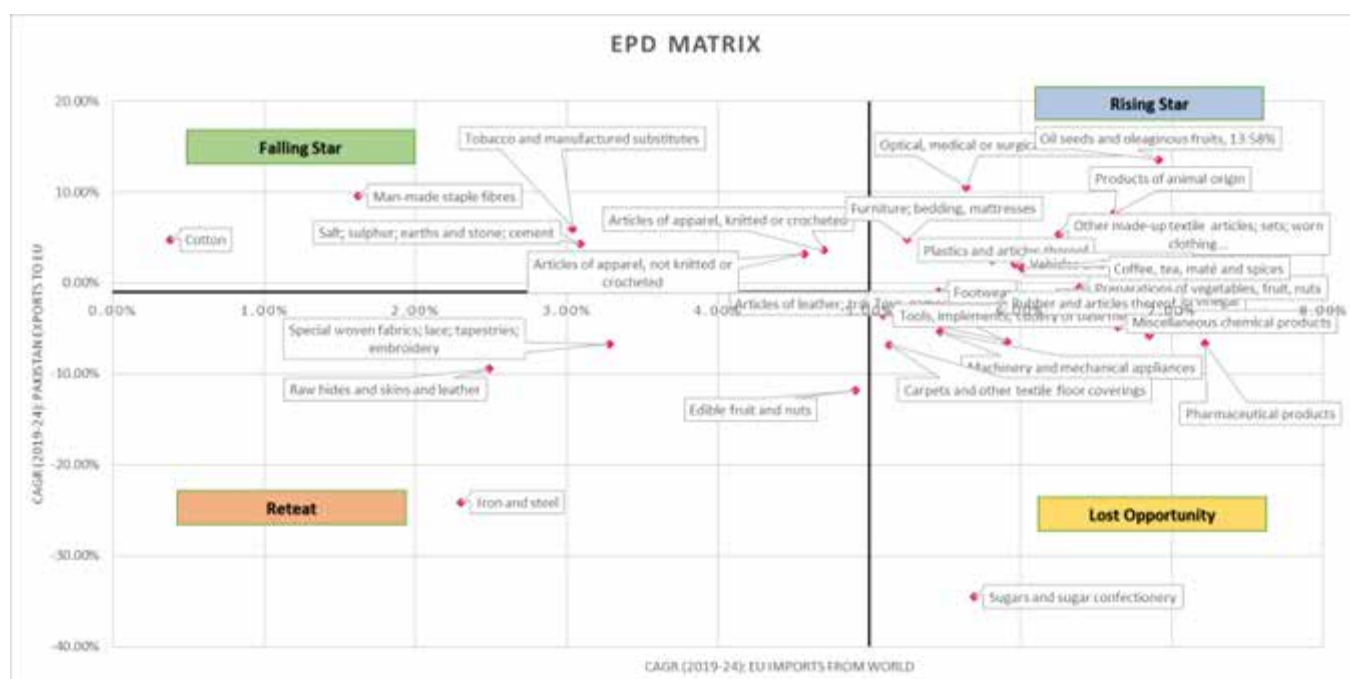 EPD MATRIX
20.00%
Rising Star
Falling Star
Tobacco and manufactured substitutes
Optical, medical or surgic
Oil seeds and oleaginous fruits, 13.58%
Products of animal origin
10.00%
Man-made staple fibres
Articles of apparel, knitted or crocheted
Furniture; bedding, mattresses
Other made-up textile articles; sets; worn
clothing...
Salt; sulphur; earths and stone; cement
Cotton
Plastics and articles thereof
Vehicles
Coffee, tea, maté and spices
Articles of apparel, not knitted or
crocheted
0.00%
Footwear
Preparations of vegetables, fruit, nuts
0.00%
1.00%
2.00%
3.00%
4.00%
8.00%
Articles of leather;
Rubber and articles thereof
Tools, implements, cutlery of
Miscellaneous chemical products
Special woven fabrics; lace; tapestries;
embroidery
-10.00%
Raw hides and skins and leather
Machinery and mechanical appliances
Carpets and other textile floor coverings
Edible fruit and nuts
Pharmaceutical products
-20.00%
Reteat
Iron and steel
Lost Opportunity
-30.00%
Sugars and sugar confectionery
-40.00%
CAGR (2019-24): PAKISTAN EXPORTS TO EU
CAGR (2019-24): EU IMPORTS FROM WORLD